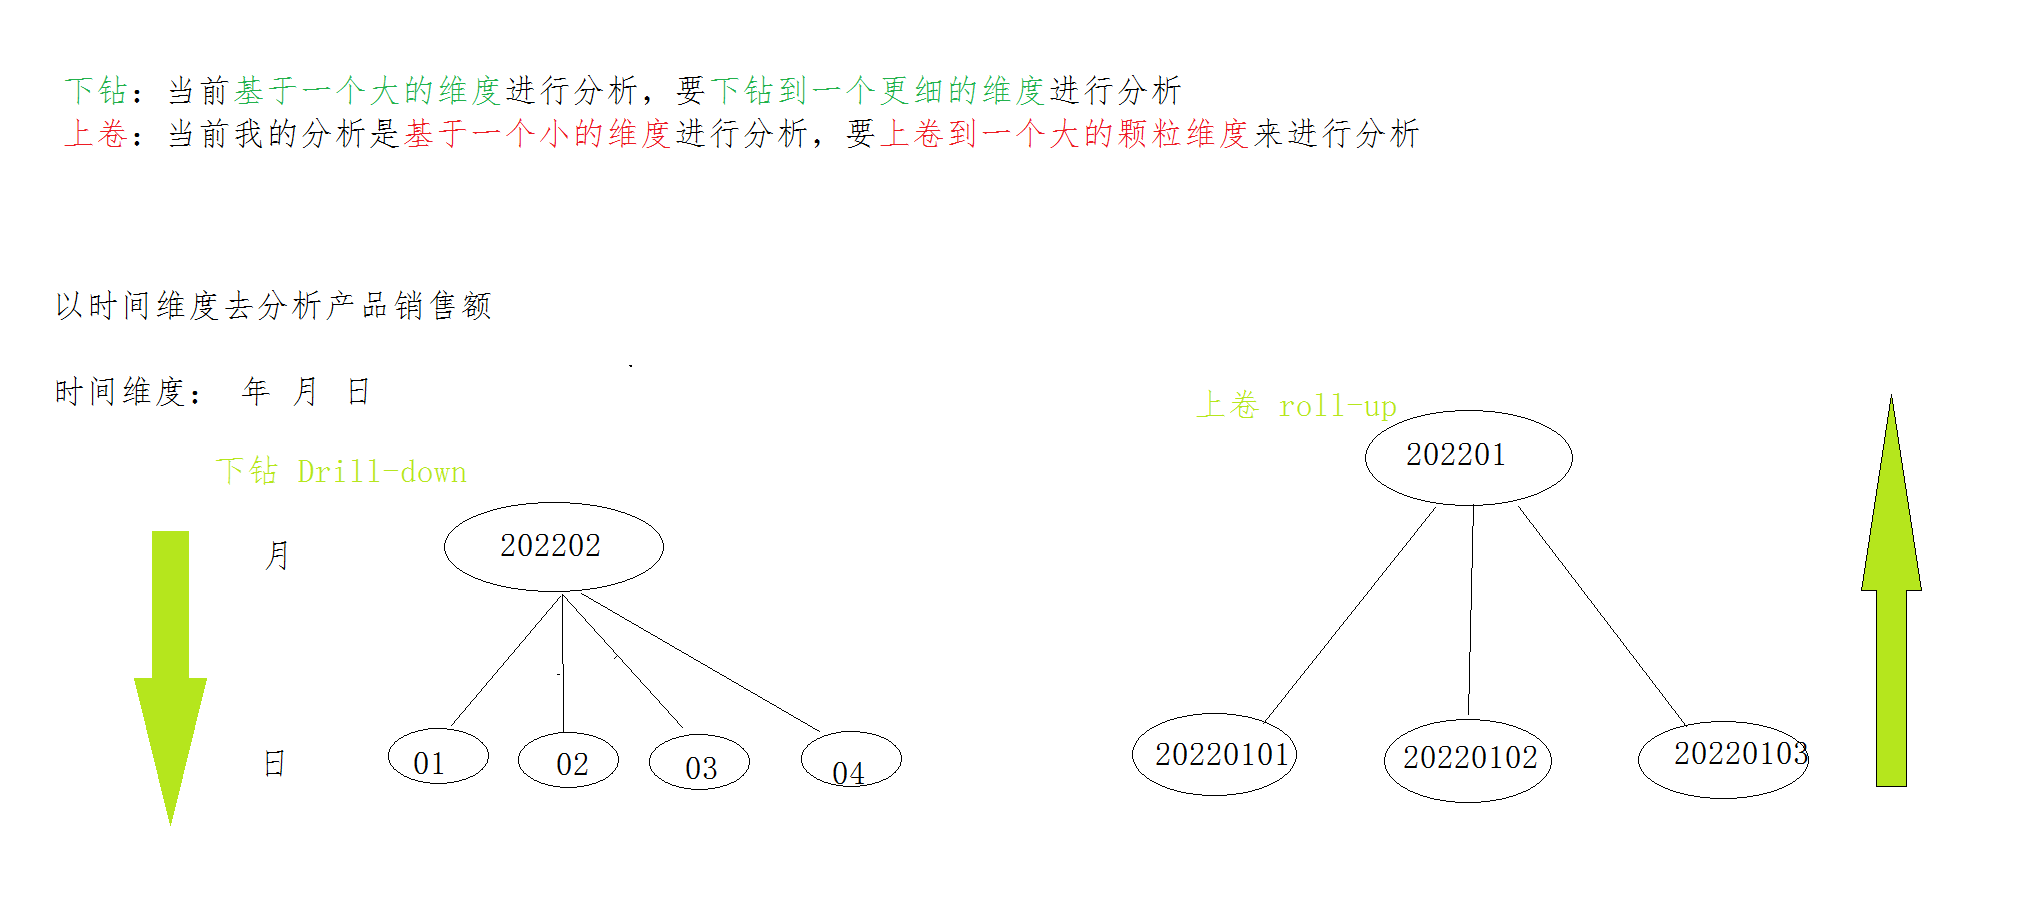 下钻：当前基于一个大的维度进行分析，要下钻到一个更细的维度进行分析
上卷：当前我的分析是基于一个小的维度进行分析，要上卷到一个大的颗粒维度来进行分析
以时间维度去分析产品销售额
时间维度： 年 月 日
下钻 Drill-down
月
202202
日
01
02
03
04
上卷 roll-up
202201
20220101
20220102
20220103